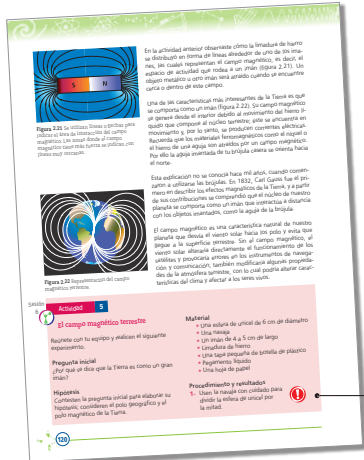 En la actividad anterior observaste cómo la limadura de hierro
se distribuyó en forma de líneas alrededor de uno de los ima-
nes, las cuales representan el campo magnético, es decir, el
espacio de actividad que rodea a un imán (figura 2.21). Un
objeto metálico u otro imán serán atraído cuando se encuentre
cerca o dentro de este campo.
S N
Figura 2.21 Se utilizan líneas o flechas para
indicar el área de interacción del campo
magnético. Las zonas donde el campo
magnético tiene más fuerza se indican con
líneas muy cercanas.
Una de las características más interesantes de la Tierra es que
se comporta como un imán (figura 2.22). Su campo magnético
se genera desde el interior debido al movimiento de hierro lí-
quido que compone al núcleo terrestre; este se encuentra en
movimiento y, por lo tanto, se producen corrientes eléctricas.
Recuerda que los materiales ferromagnéticos como el níquel o
el hierro de una aguja son atraídos por un campo magnético.
Por ello la aguja imantada de tu brújula casera se orienta hacia
el norte.
Esta explicación no se conocía hace mil años, cuando comen-
zaron a utilizarse las brújulas. En 1832, Carl Gauss fue el pri-
mero en describir los efectos magnéticos de la Tierra, y a partir
de sus contribuciones se comprendió que el núcleo de nuestro
planeta se comporta como un imán que interactúa a distancia
con los objetos imantados, como la aguja de la brújula.
El campo magnético es una característica natural de nuestro
planeta que desvía el viento solar hacia los polos y evita que
pegue a la superficie terrestre. Sin el campo magnético, el
viento solar alteraría directamente el funcionamiento de los
satélites y provocaría errores en los instrumentos de navega-
ción y comunicación; también modificaría algunas propieda-
des de la atmósfera terrestre, con lo cual podría alterar carac-
terísticas del clima y afectar a los seres vivos.
Figura 2.22 Representación del campo
magnético terrestre.
Sesión
6
Actividad 5
El campo magnético terrestre
Reúnete con tu equipo y realicen el siguiente
experimento.
Pregunta inicial
¿Por qué se dice que la Tierra es como un gran
imán?
Hipótesis
Contesten la pregunta inicial para elaborar su
hipótesis; consideren el polo geográfico y el
polo magnético de la Tierra.
Material
• Una esfera de unicel de 6 cm de diámetro
• Una navaja
• Un imán de 4 a 5 cm de largo
• Limadura de hierro
• Una tapa pequeña de botella de plástico
• Pegamento líquido
• Una hoja de papel
Procedimiento y resultados
1. Usen la navaja con cuidado para
dividir la esfera de unicel por
la mitad.
120